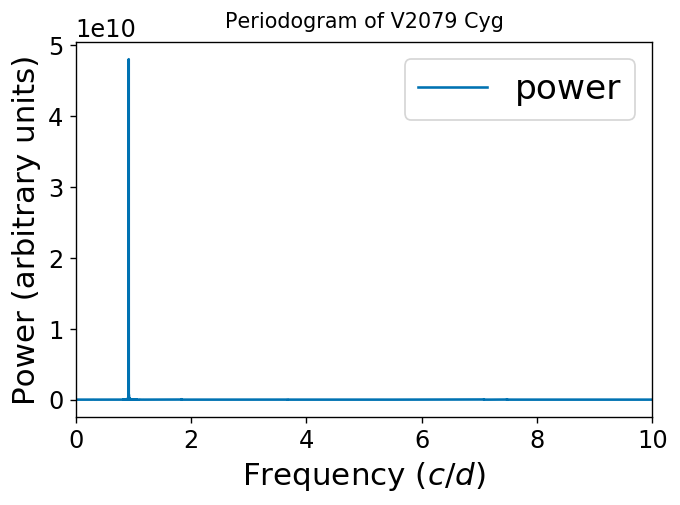 Periodogram of V2079 Cyg
1e10
power
5
4
3
2
1
0
Power (arbitrary units)
0 2 4 6 8 10
Frequency (c/d)